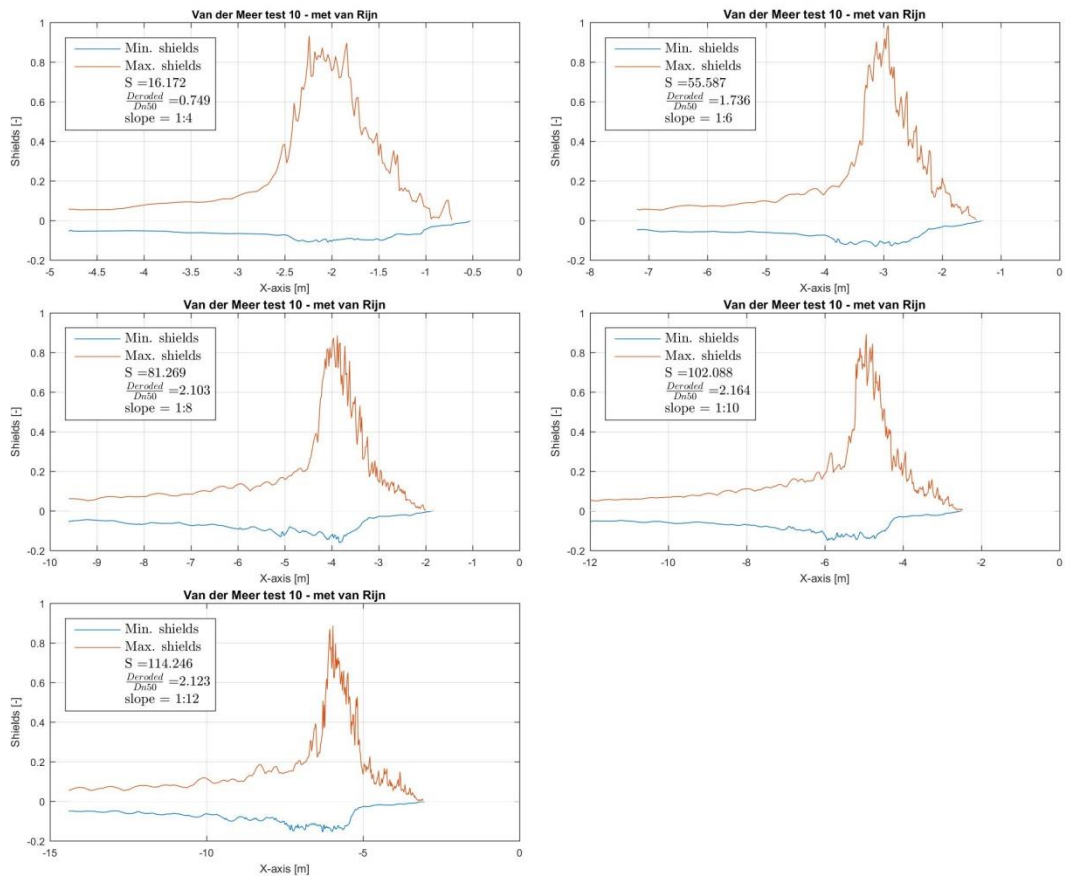 Van der Meer test 10 - met van Rijn
Min. shields
Max. shields
S =16.172
Deroded/Dn50 =0.749
slope = 1:4
Shields [-]
1
0.8
0.6
0.4
0.2
0
-0.2
-5 -4.5 -4 -3.5 -3 -2.5 -2 -1.5 -1 -0.5 0
X-axis [m]
Van der Meer test 10 - met van Rijn
Min. shields
Max. shields
S =55.587
Deroded/Dn50 =1.736
slope = 1:6
Shields [-]
1
0.8
0.6
0.4
0.2
0
-0.2
-8 -7 -6 -5 -4 -3 -2 -1 0
X-axis [m]
Van der Meer test 10 - met van Rijn
Min. shields
Max. shields
S =81.269
Deroded/Dn50 =2.103
slope = 1:8
Shields [-]
1
0.8
0.6
0.4
0.2
0
-0.2
-10 -9 -8 -7 -6 -5 -4 -3 -2 -1 0
X-axis [m]
Van der Meer test 10 - met van Rijn
Min. shields
Max. shields
S =102.088
Deroded/Dn50 =2.164
slope = 1:10
Shields [-]
1
0.8
0.6
0.4
0.2
0
-0.2
-12 -10 -8 -6 -4 -2 0
X-axis [m]
Van der Meer test 10 - met van Rijn
Min. shields
Max. shields
S =114.246
Deroded/Dn50 =2.123
slope = 1:12
Shields [-]
1
0.8
0.6
0.4
0.2
0
-0.2
-15 -10 -5 0
X-axis [m]